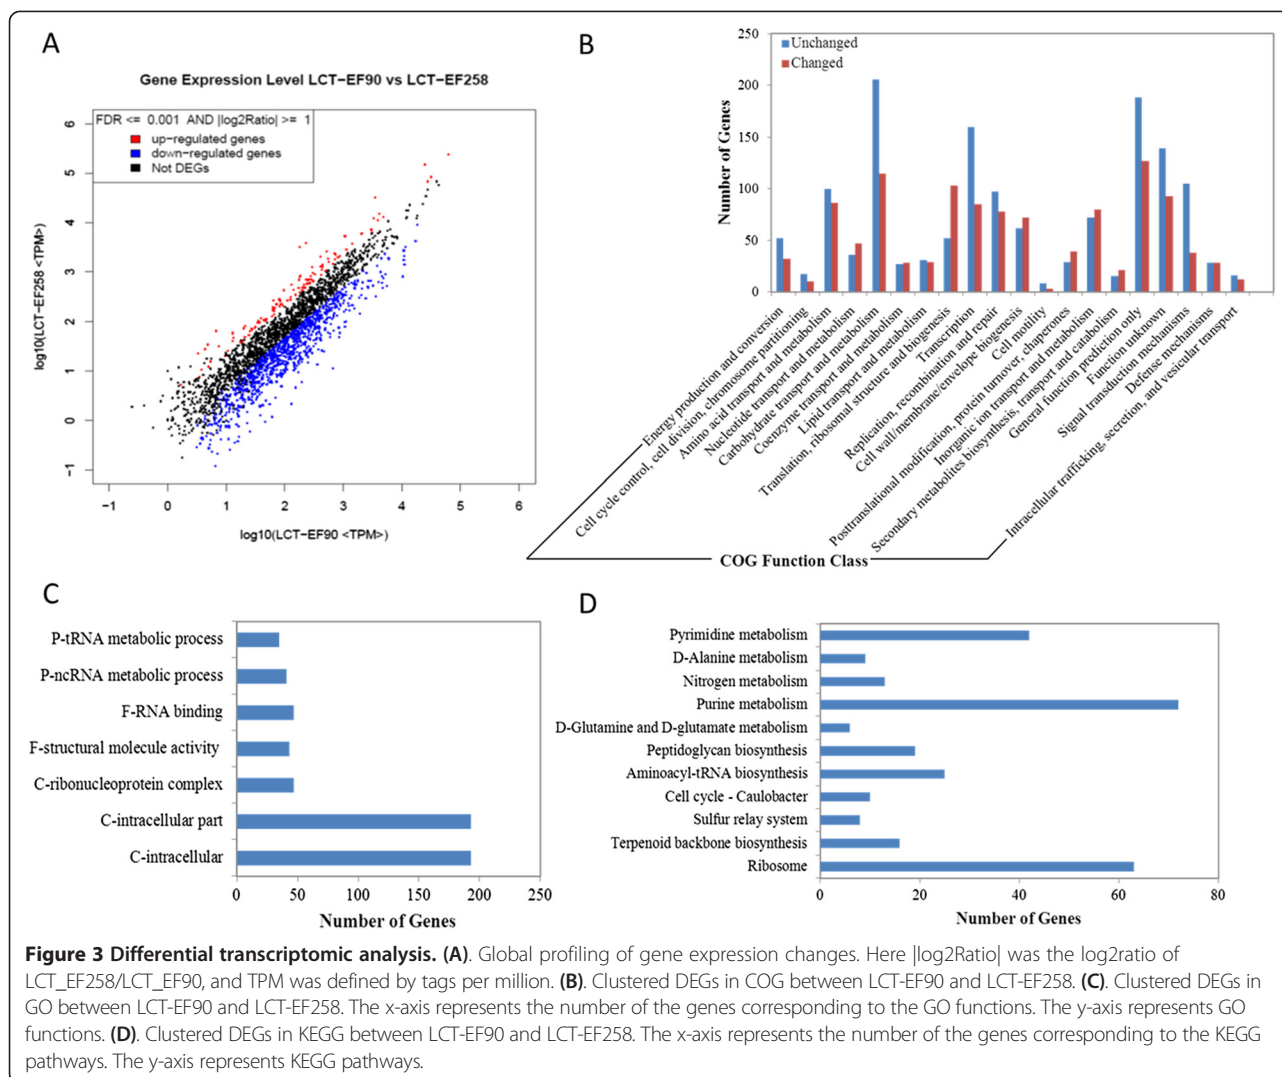 A
Gene Expression Level LCT−EF90 vs LCT−EF258
FDR <= 0.001 AND |log2Ratio| >= 1
up−regulated genes
down−regulated genes
Not DEGs
log10(LCT−EF258 <TPM>)
6
5
4
3
2
1
0
−1
−1 0 1 2 3 4 5 6
log10(LCT−EF90 <TPM>)
B
Unchanged
Changed
Number of Genes
250
200
150
100
50
0
Energy production and conversion
Cell cycle control, cell division, chromosome partitioning
Amino acid transport and metabolism
Nucleotide transport and metabolism
Carbohydrate transport and metabolism
Coenzyme transport and metabolism
Lipid transport and metabolism
Translation, ribosomal structure and biogenesis
Transcription
Replication, recombination and repair
Cell wall/membrane/envelope biogenesis
Cell motility
Posttranslational modification, protein turnover, chaperones
Inorganic ion transport and metabolism
Secondary metabolites biosynthesis, transport and catabolism
General function prediction only
Function unknown
Signal transduction mechanisms
Defense mechanisms
Intracellular trafficking, secretion, and vesicular transport
COG Function Class
C
P-tRNA metabolic process
P-ncRNA metabolic process
F-RNA binding
F-structural molecule activity
C-ribonucleoprotein complex
C-intracellular part
C-intracellular
0 50 100 150 200 250
Number of Genes
D
Pyrimidine metabolism
D-Alanine metabolism
Nitrogen metabolism
Purine metabolism
D-Glutamine and D-glutamate metabolism
Peptidoglycan biosynthesis
Aminoacyl-tRNA biosynthesis
Cell cycle - Caulobacter
Sulfur relay system
Terpenoid backbone biosynthesis
Ribosome
0 20 40 60 80
Number of Genes
Figure 3 Differential transcriptomic analysis. (A). Global profiling of gene expression changes. Here |log2Ratio| was the log2ratio of
LCT_EF258/LCT_EF90, and TPM was defined by tags per million. (B). Clustered DEGs in COG between LCT-EF90 and LCT-EF258. (C). Clustered DEGs in
GO between LCT-EF90 and LCT-EF258. The x-axis represents the number of the genes corresponding to the GO functions. The y-axis represents GO
functions. (D). Clustered DEGs in KEGG between LCT-EF90 and LCT-EF258. The x-axis represents the number of the genes corresponding to the KEGG
pathways. The y-axis represents KEGG pathways.